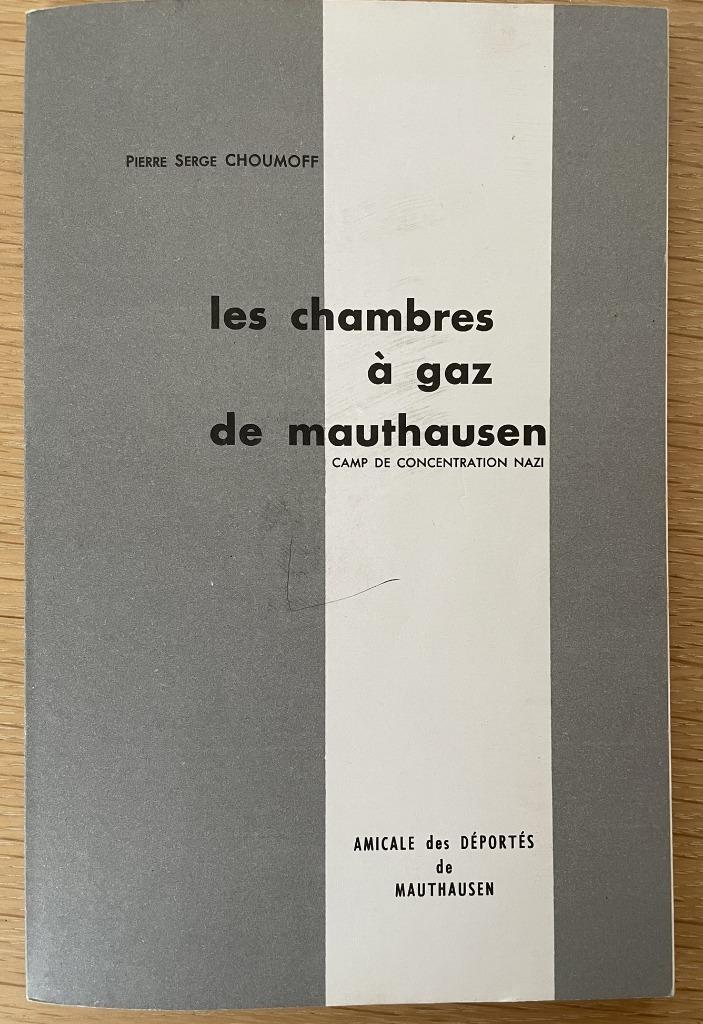 PIERRE SERGE CHOUMOFF
les chambres
à gaz
de mauthausen
CAMP DE CONCENTRATION NAZI
AMICALE des DÉPORTÉS
de
MAUTHAUSEN